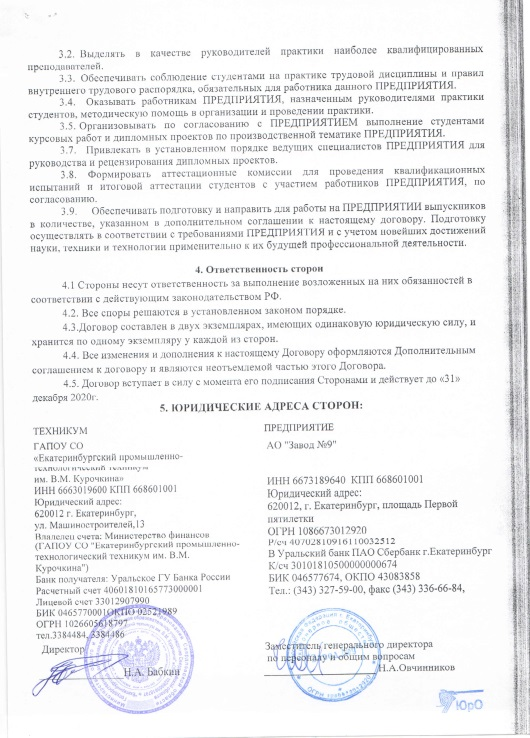 3.2. Выделять в качестве руководителей практики наиболее квалифицированных
преподавателей.
3.3. Обеспечивать соблюдение студентами на практике трудовой дисциплины и правил
внутреннего трудового распорядка, обязательных для работника данного ПРЕДПРИЯТИЯ.
3.4. Оказывать работникам ПРЕДПРИЯТИЯ, назначенным руководителями практики
студентов, методическую помощь в организации и проведении практики.
3.5. Организовывать по согласованию с ПРЕДПРИЯТИЕМ выполнение студентами
курсовых работ и дипломных проектов по производственной тематике ПРЕДПРИЯТИЯ.
3.7. Привлекать в установленном порядке ведущих специалистов ПРЕДПРИЯТИЯ для
руководства и рецензирования дипломных проектов.
3.8. Формировать аттестационные комиссии для проведения квалификационных
испытаний и итоговой аттестации студентов с участием работников ПРЕДПРИЯТИЯ, по
согласованию.
3.9. Обеспечивать подготовку и направить для работы на ПРЕДПРИЯТИИ выпускников
в количестве, указанном в дополнительном соглашении к настоящему договору. Подготовку
осуществлять в соответствии с требованиями ПРЕДПРИЯТИЯ и с учетом новейших достижений
науки, техники и технологии применительно к их будущей профессиональной деятельности.
4. Ответственность сторон
4.1 Стороны несут ответственность за выполнение возложенных на них обязанностей в
соответствии с действующим законодательством РФ.
4.2. Все споры решаются в установленном законом порядке.
4.3.Договор составлен в двух экземплярах, имеющих одинаковую юридическую силу, и
хранится по одному экземпляру у каждой из сторон.
4.4. Все изменения и дополнения к настоящему Договору оформляются Дополнительным
соглашением к договору и являются неотъемлемой частью этого Договора.
4.5. Договор вступает в силу с момента его подписания Сторонами и действует до «31»
декабря 2020г.
5. ЮРИДИЧЕСКИЕ АДРЕСА СТОРОН:
ТЕХНИКУМ
ГАПОУ СО
«Екатеринбургский промышленно-
технологический техникум
им. В.М. Курочкина»
ИНН 6663019600 КПП 668601001
Юридический адрес:
620012 г. Екатеринбург,
ул. Машиностроителей,13
Владелец счета: Министерство финансов
(ГАПОУ СО "Екатеринбургский промышленно-
технологический техникум им. В.М.
Курочкина")
Банк получателя: Уральское ГУ Банка России
Расчетный счет 40601810165773000001
Лицевой счет 33012907990
БИК 046577001ОКПО 02521989
ОГРН 1026605618797
тел.3384484, 3384486
Директор
Н.А. Бабкин
ПРЕДПРИЯТИЕ
АО "Завод №9"
ИНН 6673189640 КПП 668601001
Юридический адрес:
620012, г. Екатеринбург, площадь Первой
пятилетки
ОГРН 1086673012920
Р/сч 40702810916110032512
В Уральский банк ПАО Сбербанк г.Екатеринбург
К/сч 30101810500000000674
БИК 046577674, ОКПО 43083858
Тел.: (343) 327-59-00, факс (343) 336-66-84,
Заместитель генерального директора
по персоналу и общим вопросам
Н.А.Овчинников
ЮрО